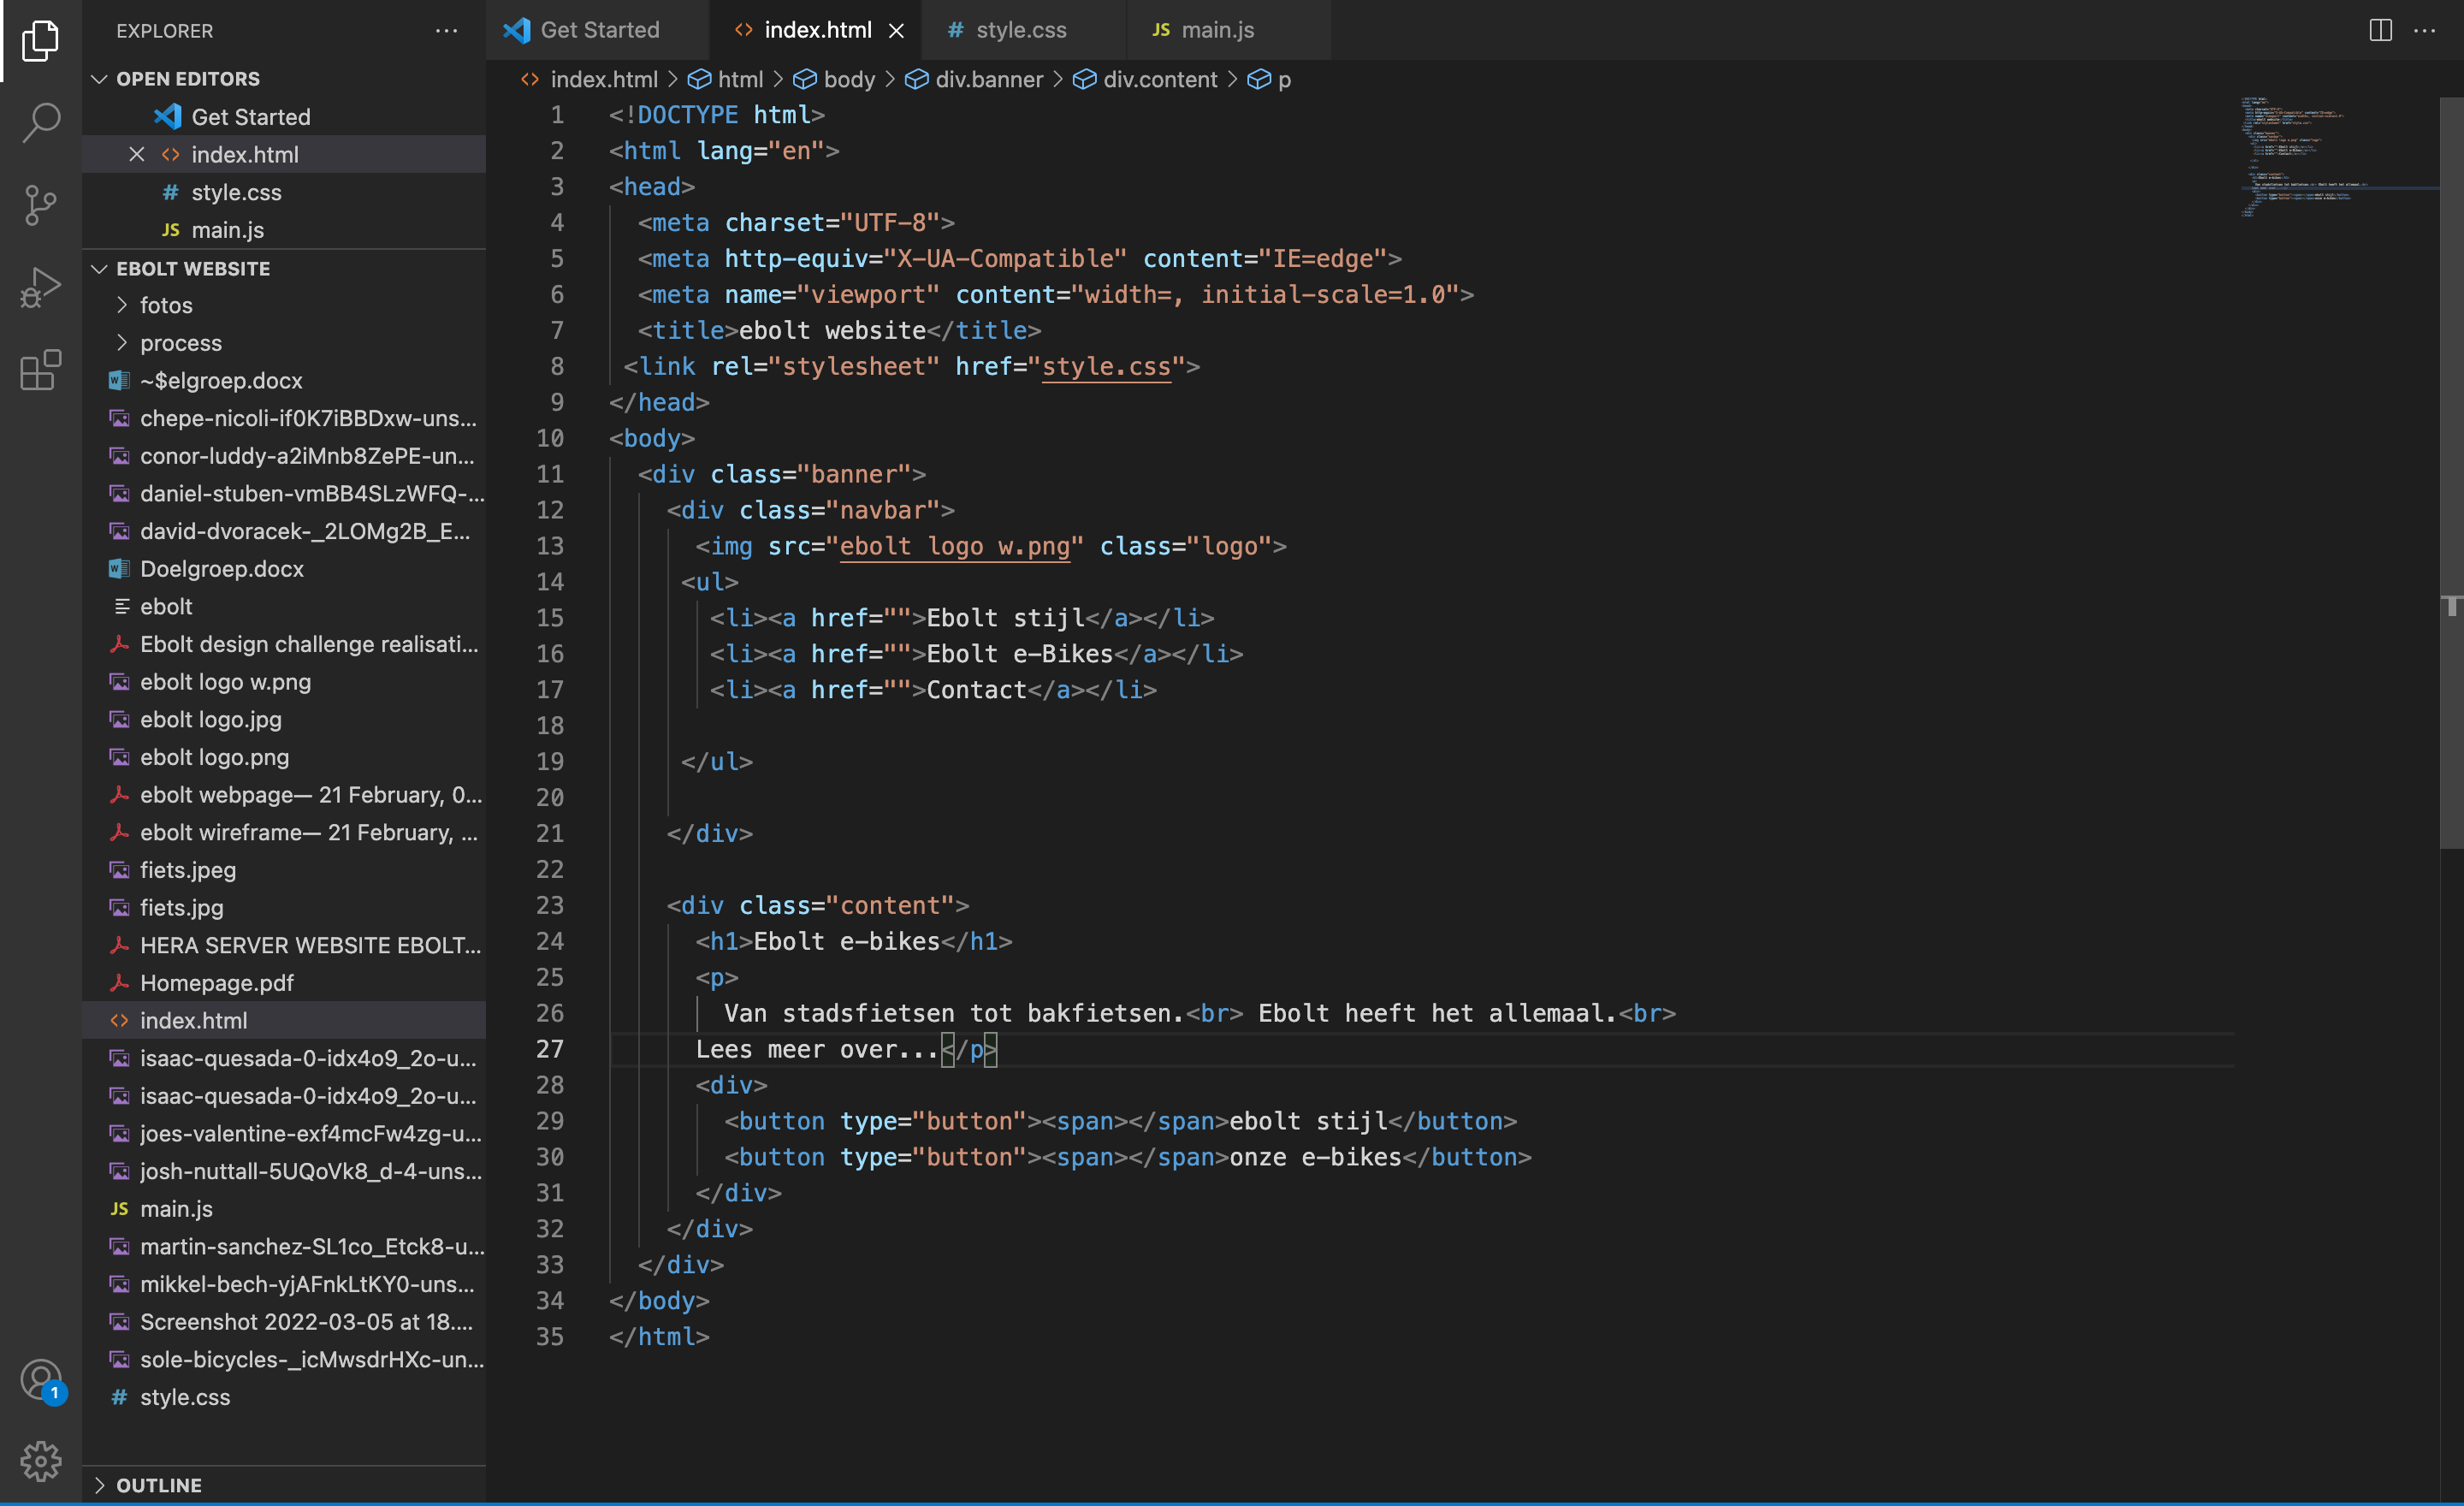 EXPLORER
OPEN EDITORS
Get Started
index.html
style.css
main.js
EBOLT WEBSITE
fotos
process
~$elgroep.docx
chepe-nicoli-if0K7iBBDxw-uns...
conor-luddy-a2iMnb8ZePE-un...
daniel-stuben-vmBB4SLzWFQ-...
david-dvoracek-_2LOMg2B_E...
Doelgroep.docx
ebolt
Ebolt design challenge realisati...
ebolt logo w.png
ebolt logo.jpg
ebolt logo.png
ebolt webpage— 21 February, 0...
ebolt wireframe— 21 February, ...
fiets.jpeg
fiets.jpg
HERA SERVER WEBSITE EBOLT...
Homepage.pdf
index.html
isaac-quesada-0-idx4o9_2o-u...
isaac-quesada-0-idx4o9_2o-u...
joes-valentine-exf4mcFw4zg-u...
josh-nuttall-5UQoVk8_d-4-uns...
JS main.js
martin-sanchez-SL1co_Etck8-u...
mikkel-bech-yjAFnkLtKY0-uns...
Screenshot 2022-03-05 at 18....
sole-bicycles-_icMwsdrHXc-un...
# style.css
1
OUTLINE
Get Started index.html # style.css JS main.js
index.html > html > body > div.banner > div.content > p
1 <!DOCTYPE html>
2 <html lang="en">
3 <head>
4 <meta charset="UTF-8">
5 <meta http-equiv="X-UA-Compatible" content="IE=edge">
6 <meta name="viewport" content="width=, initial-scale=1.0">
7 <title>ebolt website</title>
8 <link rel="stylesheet" href="style.css">
9 </head>
10 <body>
11 <div class="banner">
12 <div class="navbar">
13 <img src="ebolt logo w.png" class="logo">
14 <ul>
15 <li><a href="">Ebolt stijl</a></li>
16 <li><a href="">Ebolt e-Bikes</a></li>
17 <li><a href="">Contact</a></li>
18
19 </ul>
20
21 </div>
22
23 <div class="content">
24 <h1>Ebolt e-bikes</h1>
25 <p>
26 Van stadsfietsen tot bakfietsen.<br> Ebolt heeft het allemaal.<br>
27 Lees meer over...</p>
28 <div>
29 <button type="button"><span></span>ebolt stijl</button>
30 <button type="button"><span></span>onze e-bikes</button>
31 </div>
32 </div>
33 </div>
34 </body>
35 </html>